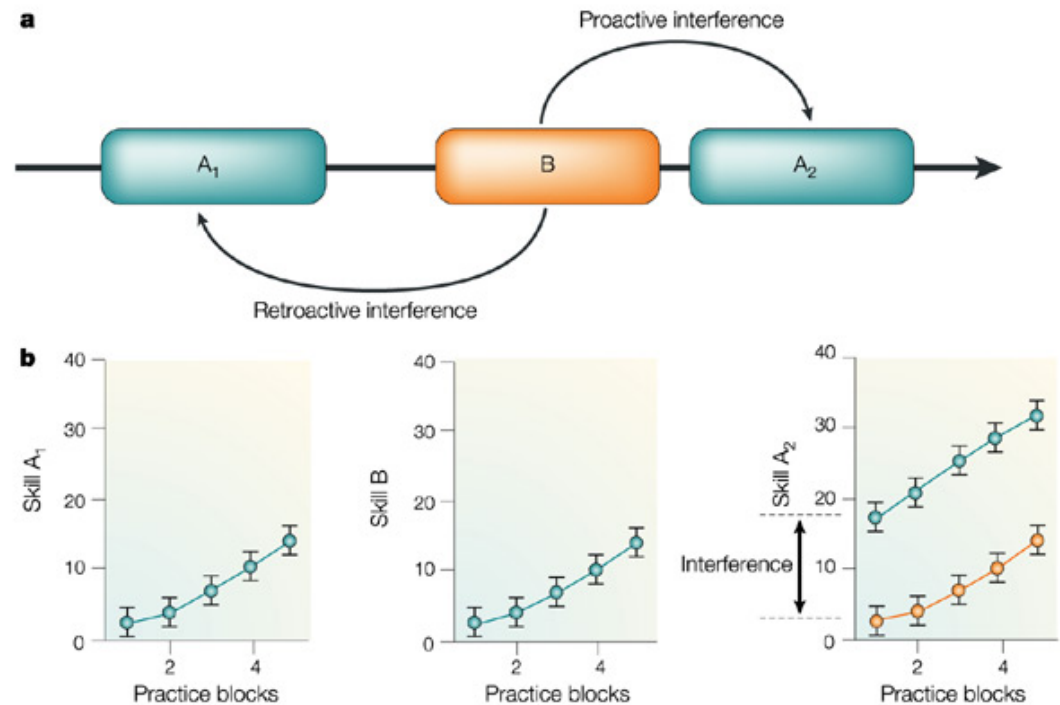 a
Proactive interference
A₁
B
A₂
Retroactive interference
b
40
30
20
10
0
Skill A₁
2
4
Practice blocks
40
30
20
10
0
Skill B
2
4
Practice blocks
40
30
20
10
0
Skill A₂
Interference
2
4
Practice blocks